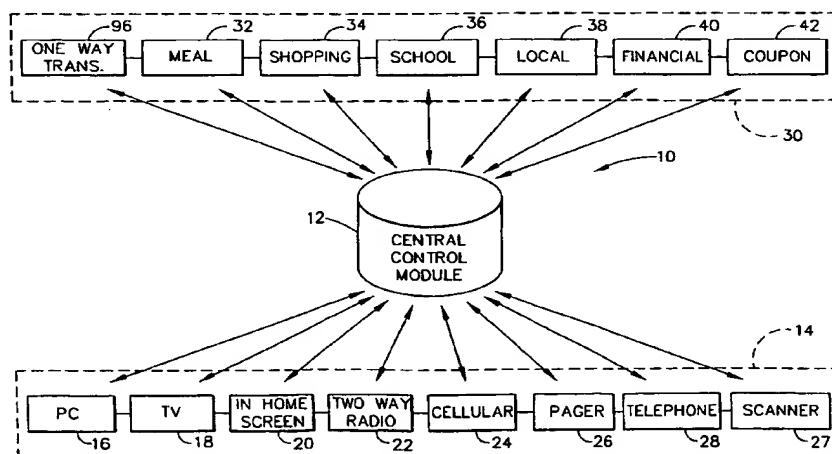 96 32 34 36 38 40 42
ONE WAY TRANS. MEAL SHOPPING SCHOOL LOCAL FINANCIAL COUPON
30
10
12
CENTRAL
CONTROL
MODULE
14
PC TV IN HOME SCREEN TWO WAY RADIO CELLULAR PAGER TELEPHONE SCANNER
16 18 20 22 24 26 28 27